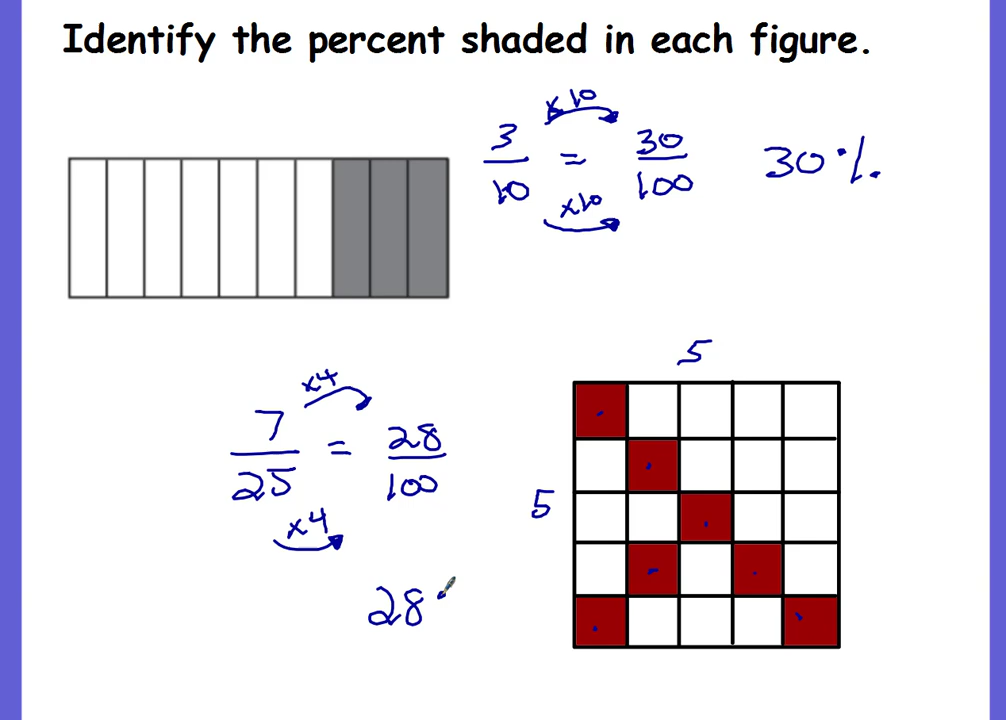 Identify the percent shaded in each figure.
x10
3/10 = 30/100 30%
x10
5
x4
7/25 = 28/100
5
x4
28